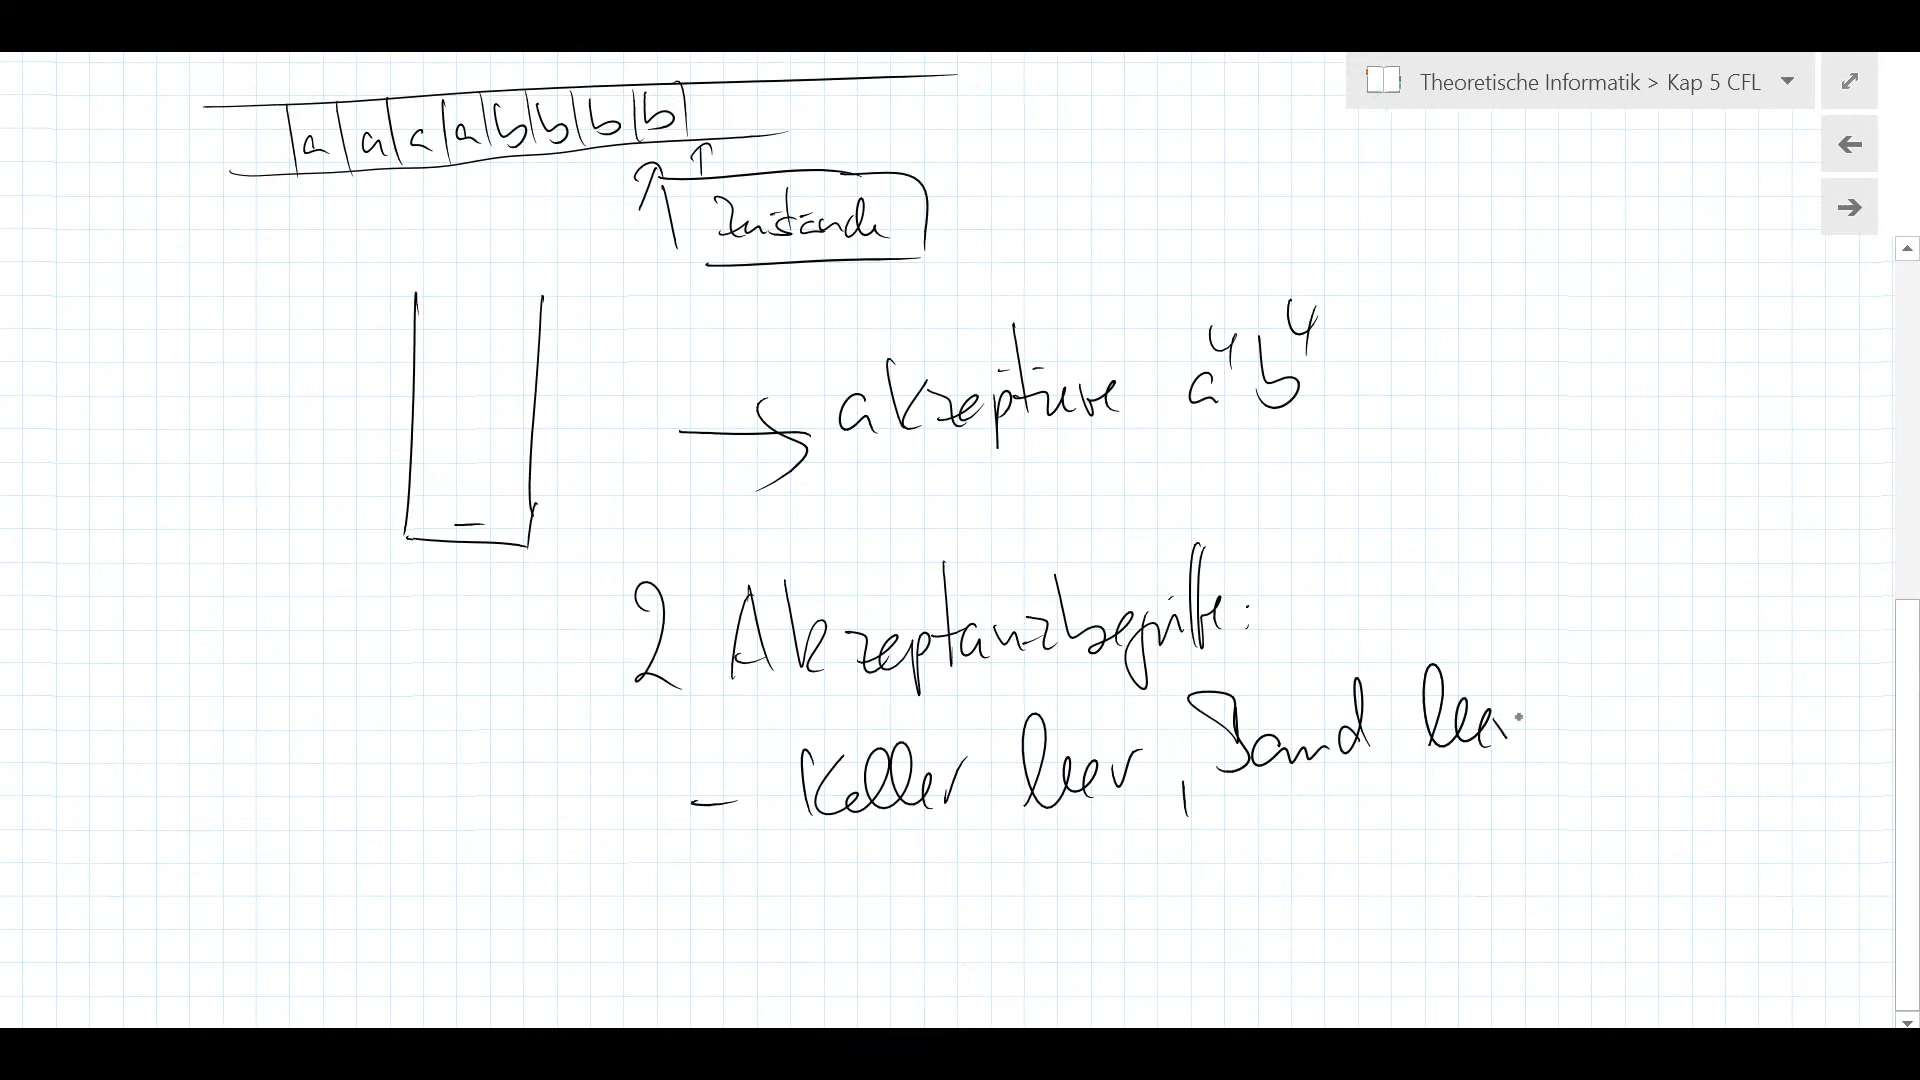 Theoretische Informatik > Kap 5 CFL
a a a a b b b b
Zustände
→ akzeptiere a⁴b⁴
2 Akzeptanzbegriffe:
- Keller leer, Band leer